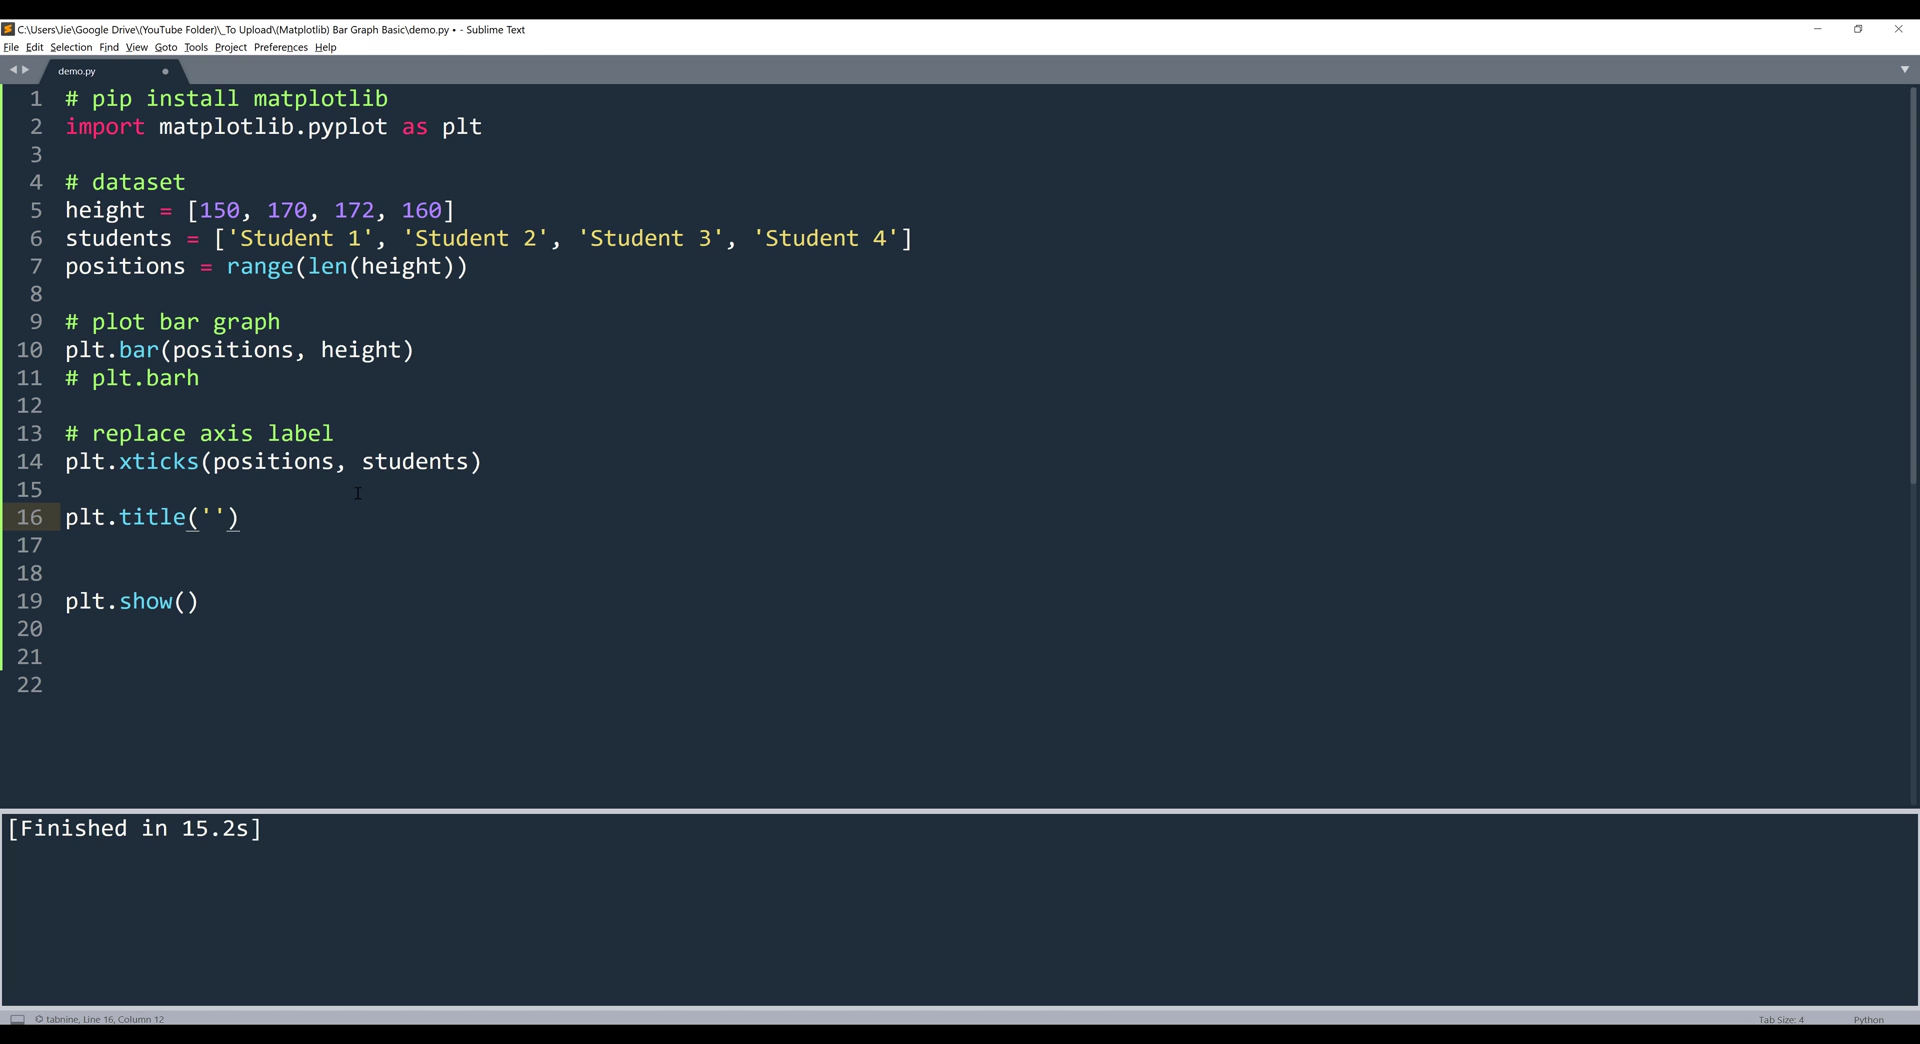 C:\Users\Jie\Google Drive\(YouTube Folder)\_To Upload\(Matplotlib) Bar Graph Basic\demo.py • - Sublime Text
File Edit Selection Find View Goto Tools Project Preferences Help
demo.py
1 # pip install matplotlib
2 import matplotlib.pyplot as plt
3
4 # dataset
5 height = [150, 170, 172, 160]
6 students = ['Student 1', 'Student 2', 'Student 3', 'Student 4']
7 positions = range(len(height))
8
9 # plot bar graph
10 plt.bar(positions, height)
11 # plt.barh
12
13 # replace axis label
14 plt.xticks(positions, students)
15
16 plt.title('')
17
18
19 plt.show()
20
21
22
[Finished in 15.2s]
tabnine, Line 16, Column 12 Tab Size: 4 Python